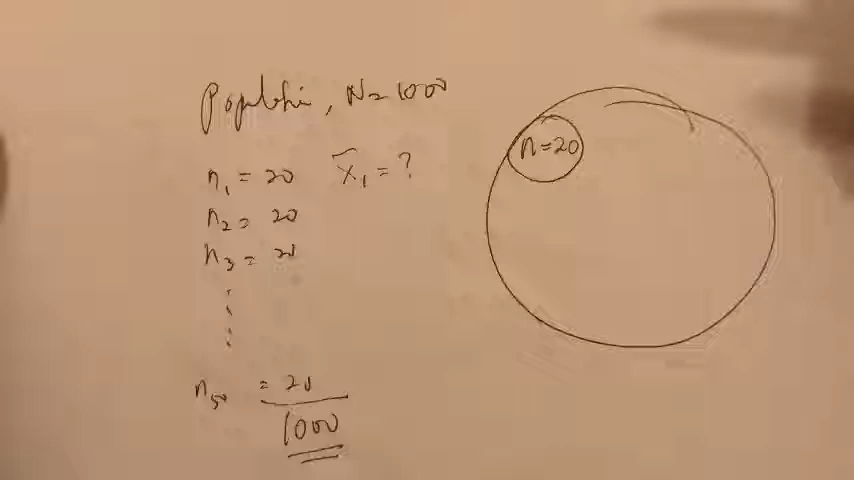 Population, N = 1000
n₁ = 20 x̄₁ = ?
n₂ = 20
n₃ = 20
n₅₀ = 20
1000
n = 20